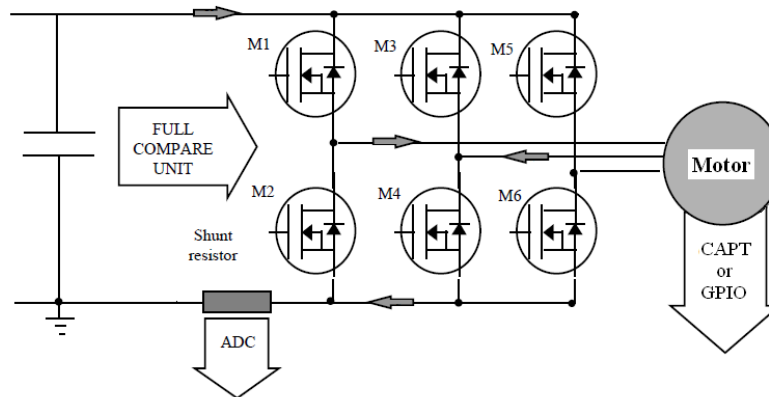 M1
M3
M5
FULL
COMPARE
UNIT
Motor
M2
M4
M6
Shunt
resistor
CAPT
or
GPIO
ADC